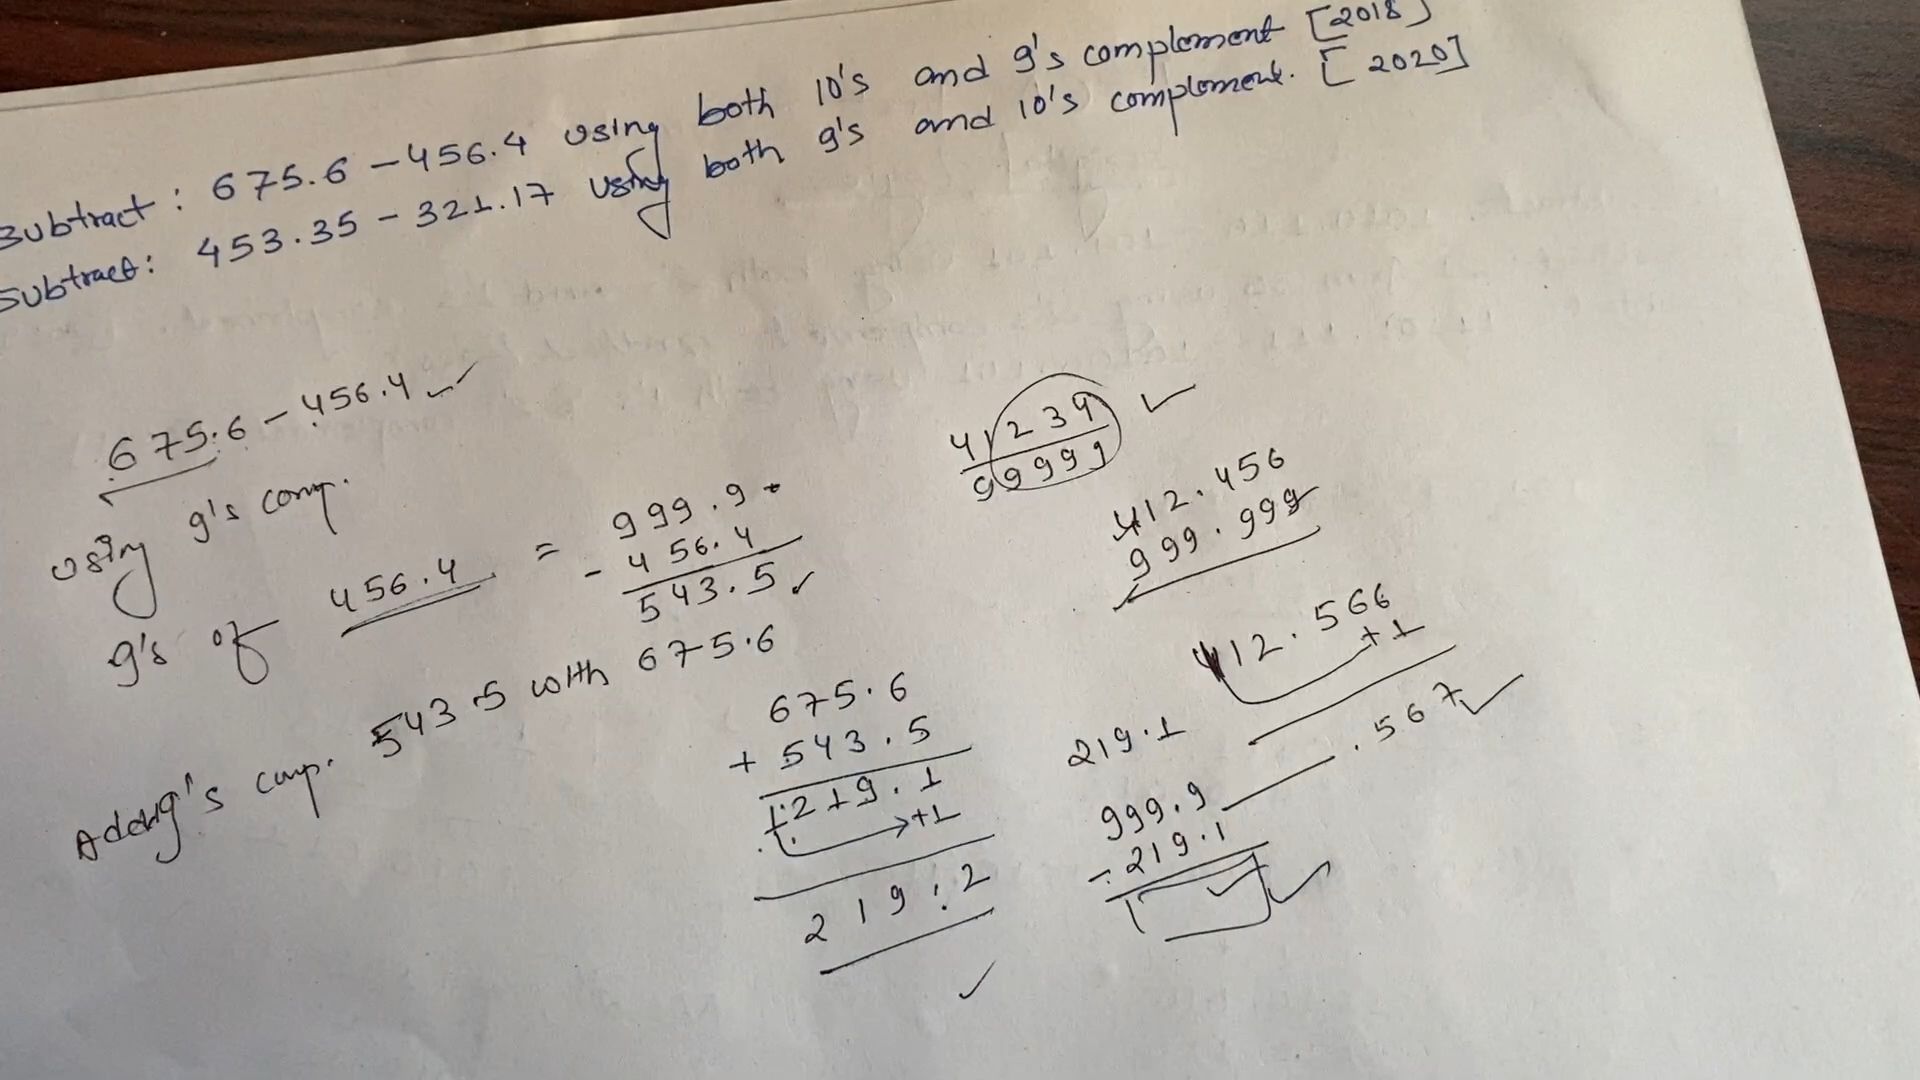 Subtract : 675.6 - 456.4 using both 10's and 9's complement [2018]
Subtract : 453.35 - 321.17 using both 9's and 10's complement. [2020]
675.6 - 456.4
using 9's comp.
9's of 456.4 = 999.9
- 456.4
543.5
Adding 9's comp. 543.5 with 675.6
675.6
+ 543.5
1219.1
+1
219.2
41239
99999
412.456
999.999
412.566
+1
.567
219.1
999.9
- 219.1